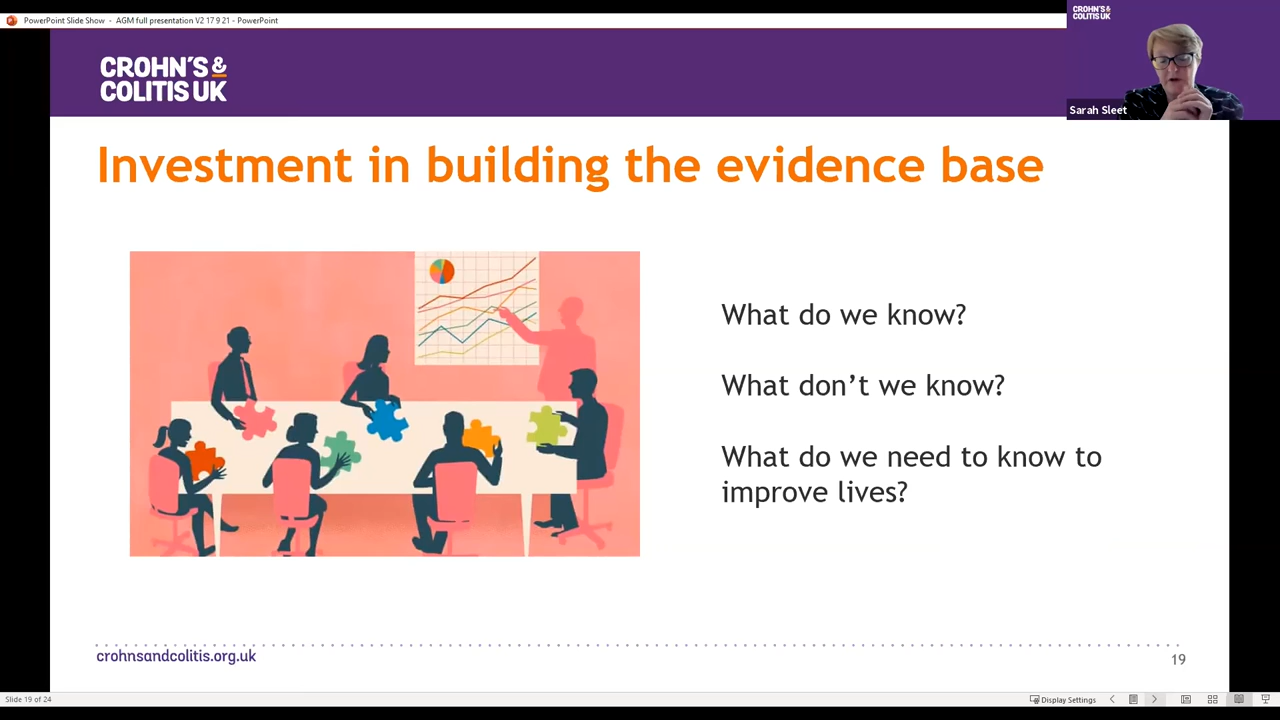 PowerPoint Slide Show - AGM full presentation V2 17 9 21 - PowerPoint
CROHN'S &
COLITIS UK
CROHN'S &
COLITIS UK
Sarah Sleet
Investment in building the evidence base
What do we know?
What don’t we know?
What do we need to know to
improve lives?
crohnsandcolitis.org.uk
19
Slide 19 of 24
Display Settings